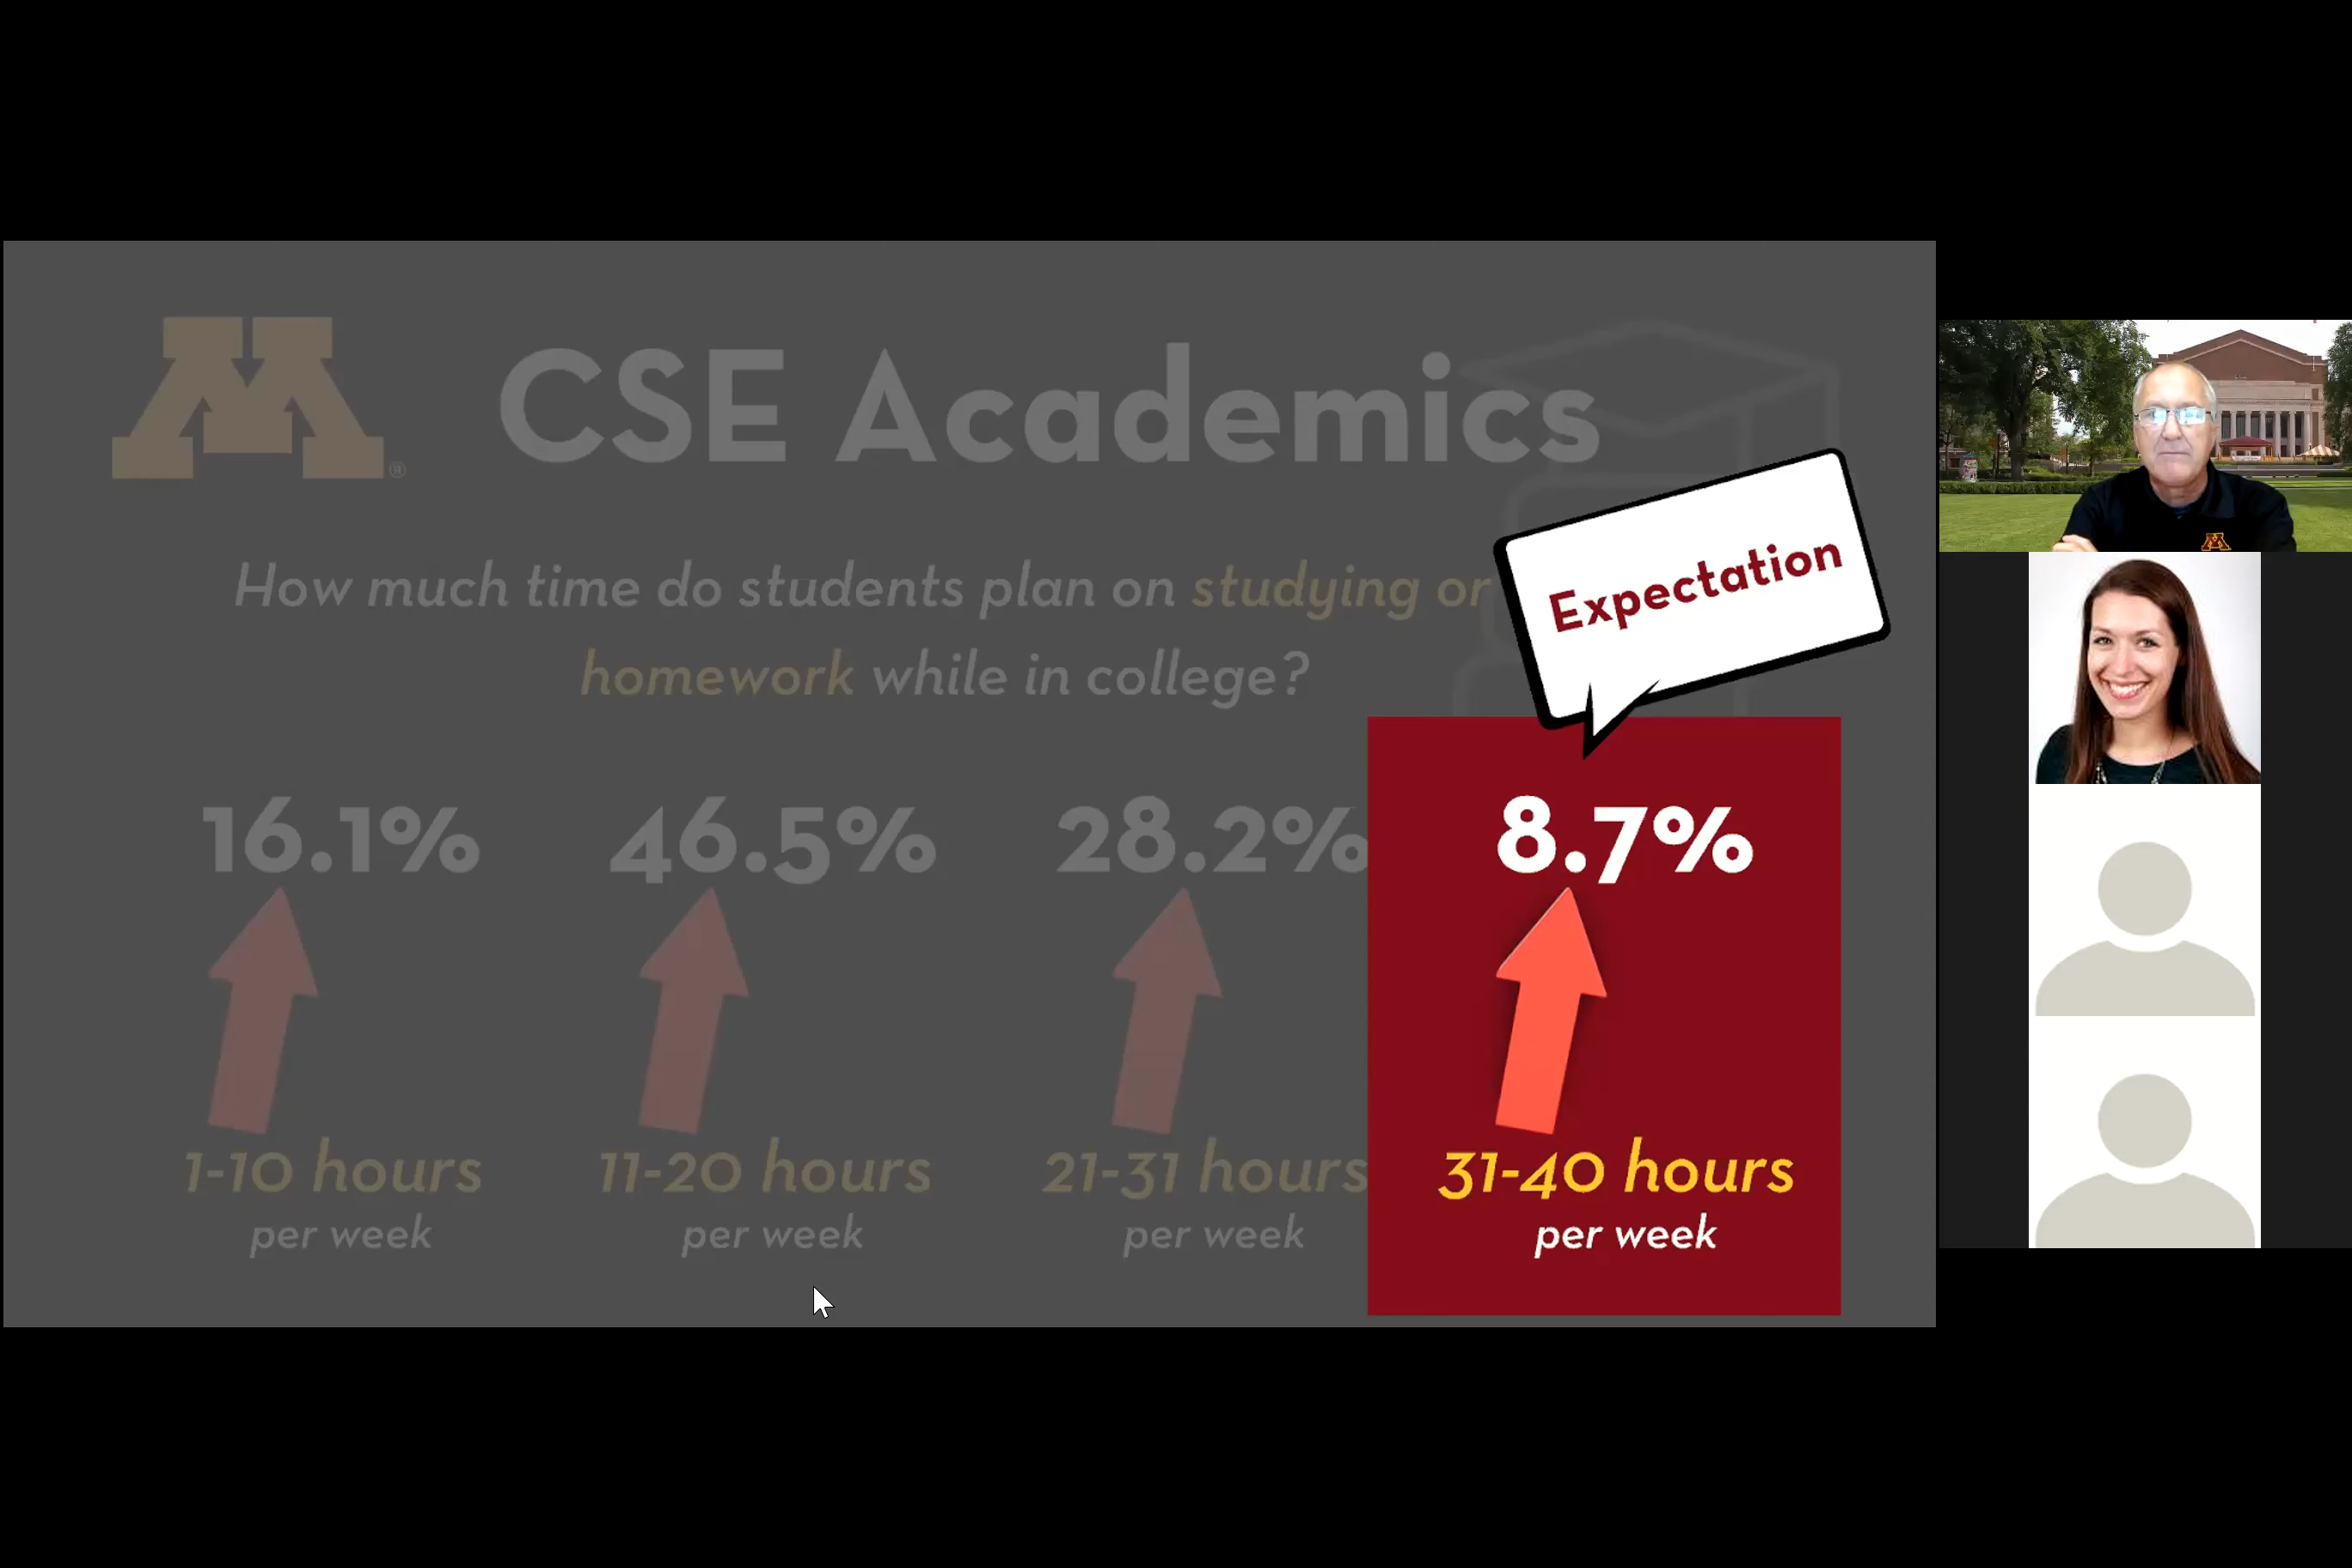 M®
CSE Academics
How much time do students plan on studying or
homework while in college?
Expectation
16.1% 46.5% 28.2% 8.7%
1-10 hours 11-20 hours 21-31 hours 31-40 hours
per week per week per week per week
M